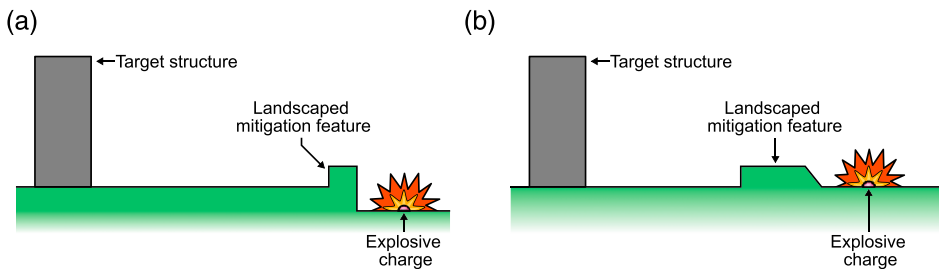 (a)
Target structure
Landscaped
mitigation feature
Explosive
charge
(b)
Target structure
Landscaped
mitigation feature
Explosive
charge